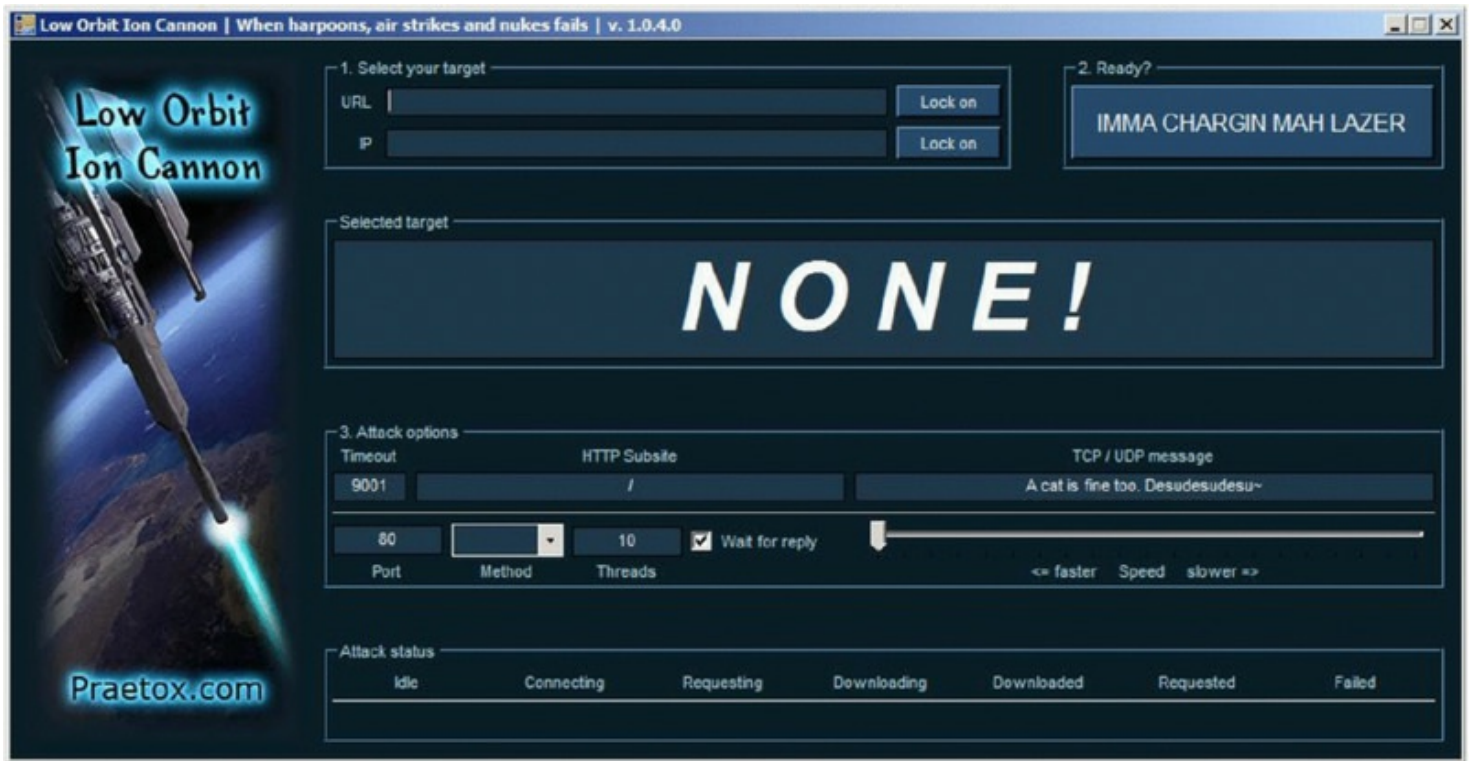 Low Orbit Ion Cannon | When harpoons, air strikes and nukes fails | v. 1.0.4.0
Low Orbit
Ion Cannon
Praetox.com
1. Select your target
URL Lock on
IP Lock on
2. Ready?
IMMA CHARGIN MAH LAZER
Selected target
NONE!
3. Attack options
Timeout HTTP Subsite TCP / UDP message
9001 / A cat is fine too. Desudesudesu~
80 10 Wait for reply
Port Method Threads <= faster Speed slower =>
Attack status
Idle Connecting Requesting Downloading Downloaded Requested Failed